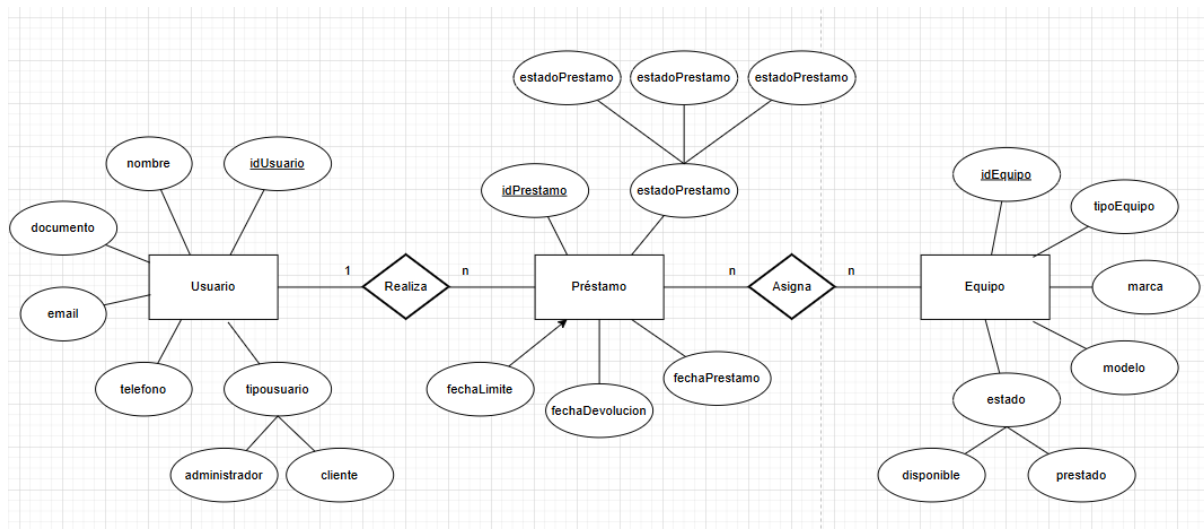 estadoPrestamo
estadoPrestamo
estadoPrestamo
nombre
idUsuario
idPrestamo
estadoPrestamo
idEquipo
tipoEquipo
documento
Usuario
1
Realiza
n
Préstamo
n
Asigna
n
Equipo
marca
email
telefono
tipousuario
fechaLimite
fechaDevolucion
fechaPrestamo
modelo
estado
administrador
cliente
disponible
prestado